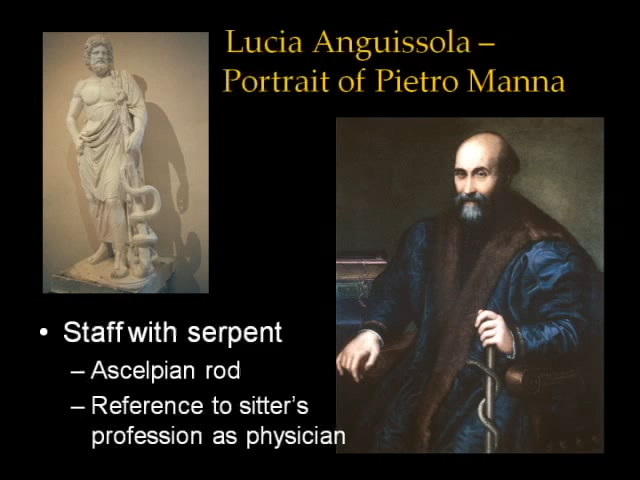 Lucia Anguissola –
Portrait of Pietro Manna
• Staff with serpent
– Ascelpian rod
– Reference to sitter's
profession as physician